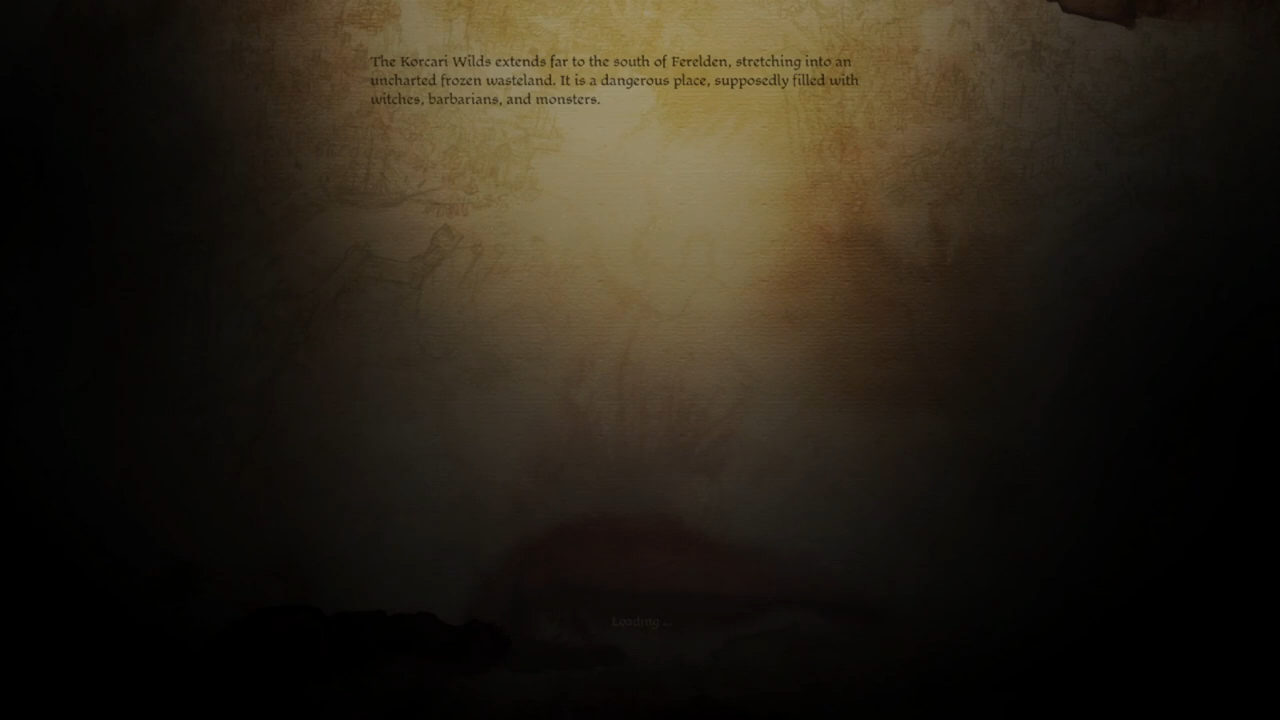 The Korcari Wilds extends far to the south of Ferelden, stretching into an
uncharted frozen wasteland. It is a dangerous place, supposedly filled with
witches, barbarians, and monsters.
Loading...